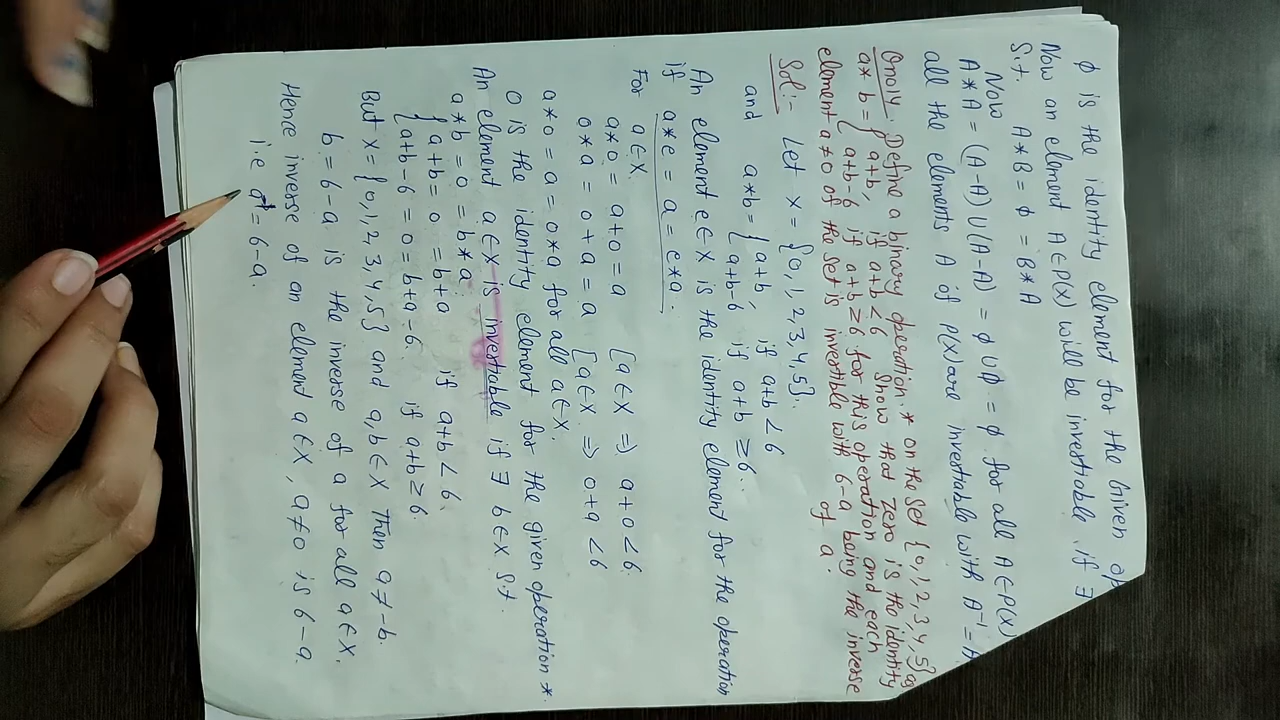 ϕ is the identity element for the Given op
Now an element A ∈ P(X) will be investiable if ∃
S.t. A*B = ϕ = B*A
Now
A*A = (A-A) ∪ (A-A) = ϕ ∪ ϕ = ϕ for all A ∈ P(X)
all the elements A of P(X) are investiable with A⁻¹ = A
Define a binary operation * on the set {0,1,2,3,4,5} as
a*b = { a+b, if a+b<6 Show that zero is the identity
{ a+b-6 if a+b≥6 for this operation and each
element a≠0 of the set is invertible with 6-a being the inverse
of a
Sol:- Let X = {0,1,2,3,4,5}.
and a*b = { a+b, if a+b<6
{ a+b-6 if a+b ≥6..
An element e∈X is the identity element for the operation
if a*e = a = e*a.
For a∈X.
a*0 = a+0 = a [a∈X => a+0<6.
0*a = 0+a = a [a∈X => 0+a<6
a*0 = a = 0*a for all a∈X.
0 is the identity element for the given operation *.
An element a∈X is invertiable if ∃ b∈X s.t.
a*b = 0 = b*a.
{ a+b = 0 = b+a if a+b<6.
{ a+b-6 = 0 = b+a-6. if a+b≥6.
But X = {0,1,2,3,4,5} and a,b∈X Then a≠-b.
b = 6-a is the inverse of a for all a∈X.
Hence inverse of an element a∈X, a≠0 is 6-a.
i.e = 6-a.